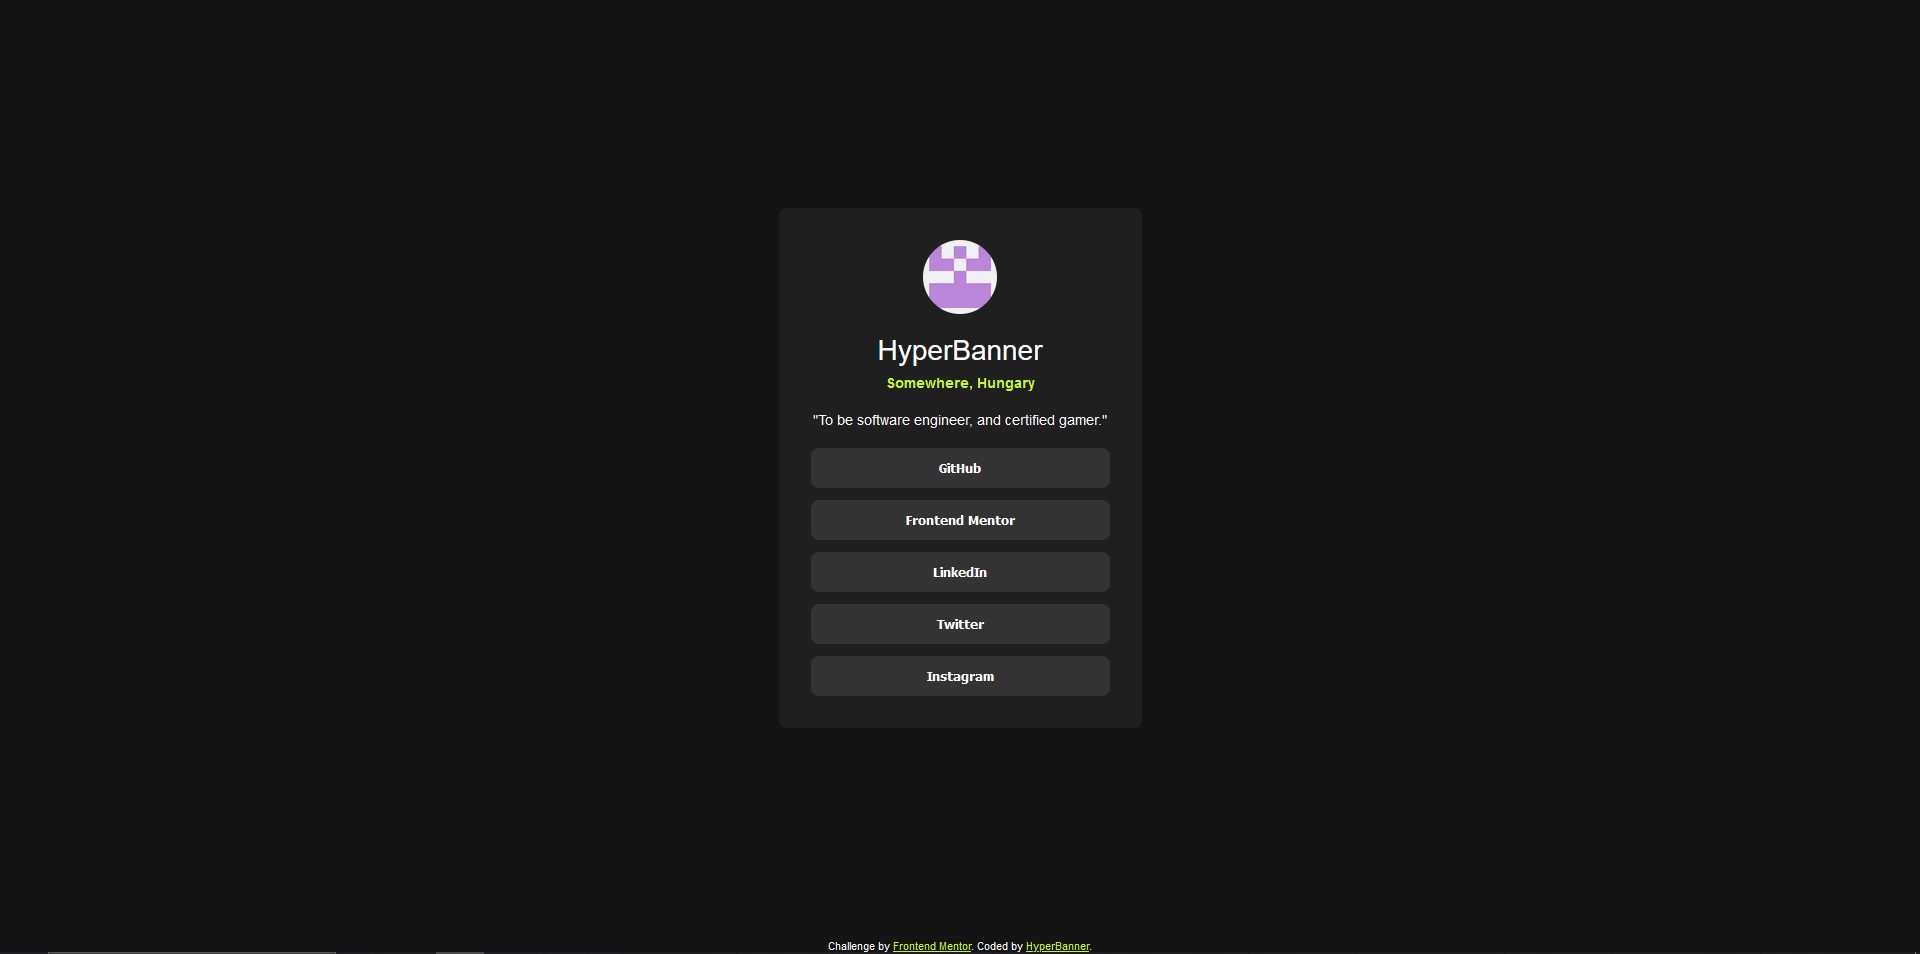 HyperBanner
Somewhere, Hungary
"To be software engineer, and certified gamer."
GitHub
Frontend Mentor
LinkedIn
Twitter
Instagram
Challenge by Frontend Mentor. Coded by HyperBanner.